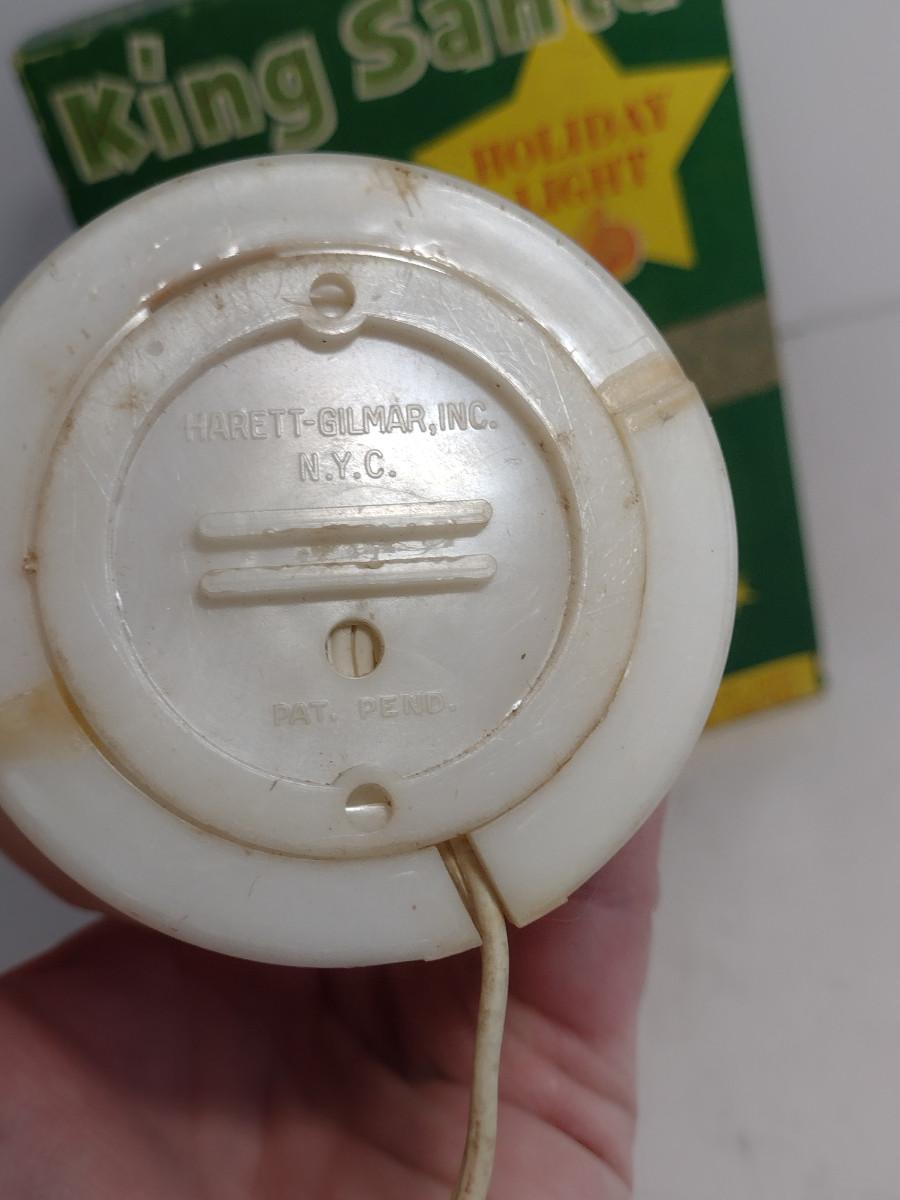 King Santa
HOLIDAY
LIGHT
HARETT-GILMAR, INC.
N.Y.C.
PAT. PEND.